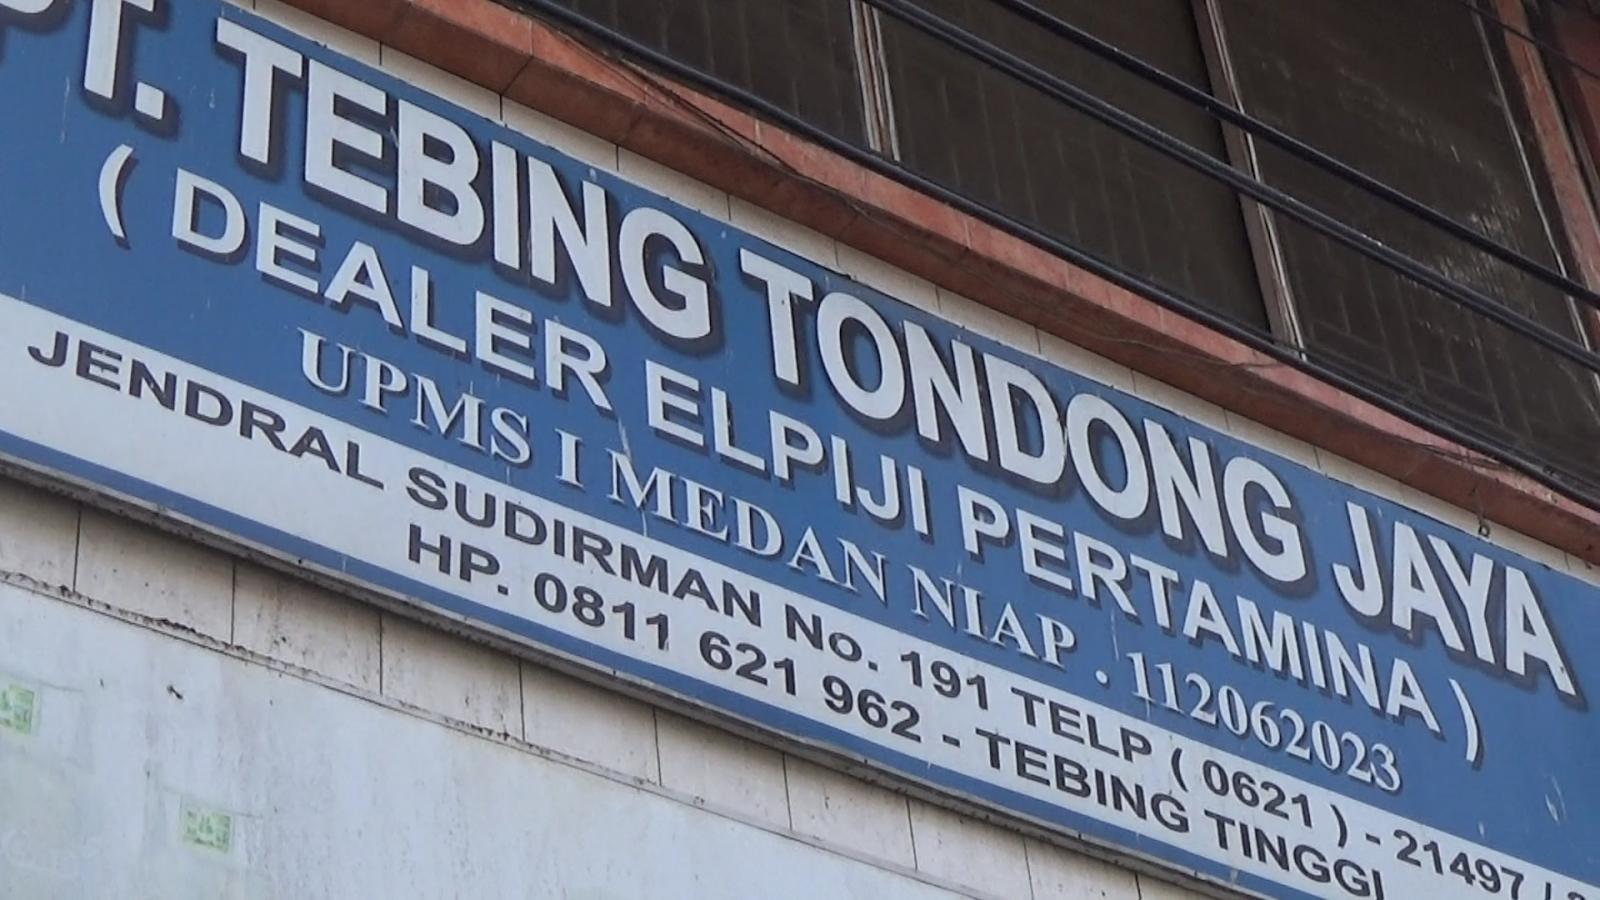 PT. TEBING TONDONG JAYA
( DEALER ELPIJI PERTAMINA )
UPMS I MEDAN NIAP . 112062023
JENDRAL SUDIRMAN No. 191 TELP ( 0621 ) - 21497 /
HP. 0811 621 962 - TEBING TINGGI